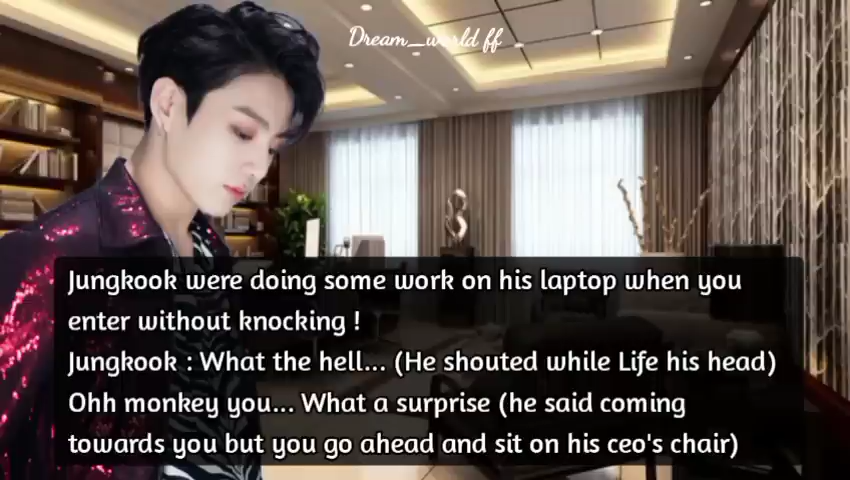 Dream_world ff
Jungkook were doing some work on his laptop when you
enter without knocking !
Jungkook : What the hell... (He shouted while Life his head)
Ohh monkey you... What a surprise (he said coming
towards you but you go ahead and sit on his ceo's chair)